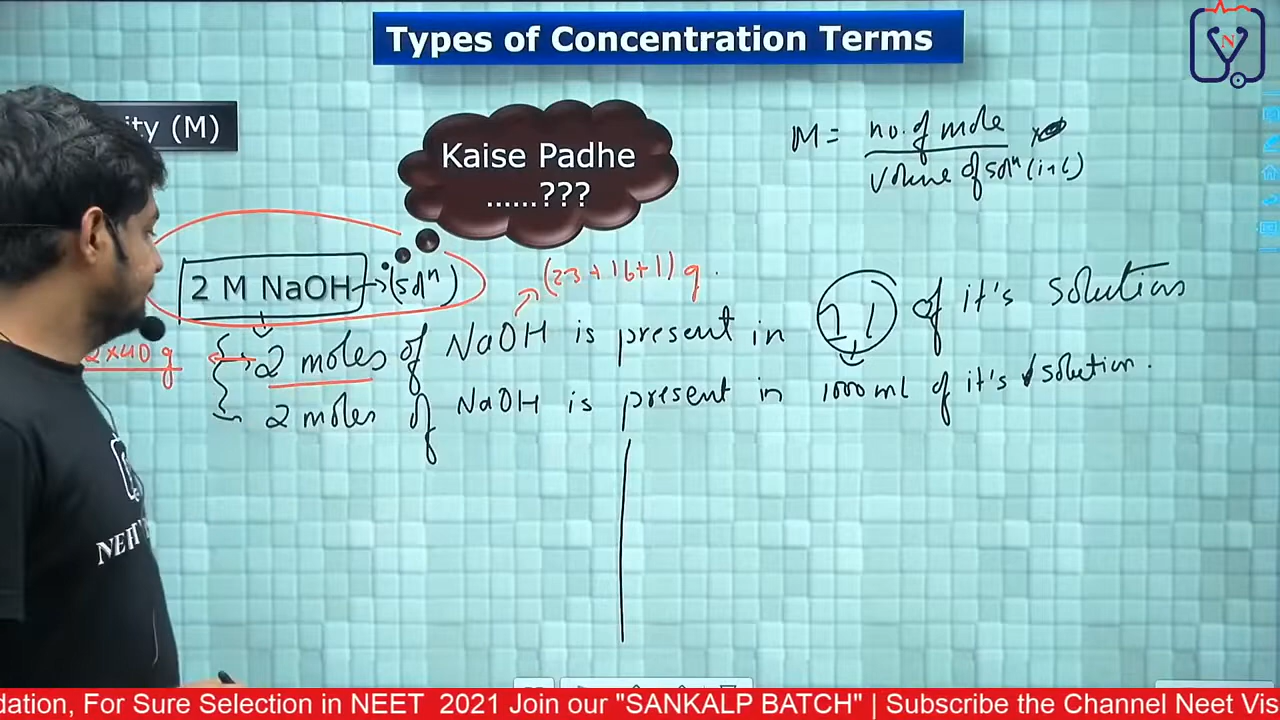 Types of Concentration Terms
ity (M)
Kaise Padhe
......???
M = no. of mole
Volume of solⁿ (in L)
N
2 M NaOH → (solⁿ)
(23+16+1) g.
2 moles of NaOH is present in 1 L of it's solution
2×40 g
2 moles of NaOH is present in 1000 mL of it's solution.
dation, For Sure Selection in NEET 2021 Join our "SANKALP BATCH" | Subscribe the Channel Neet Vis